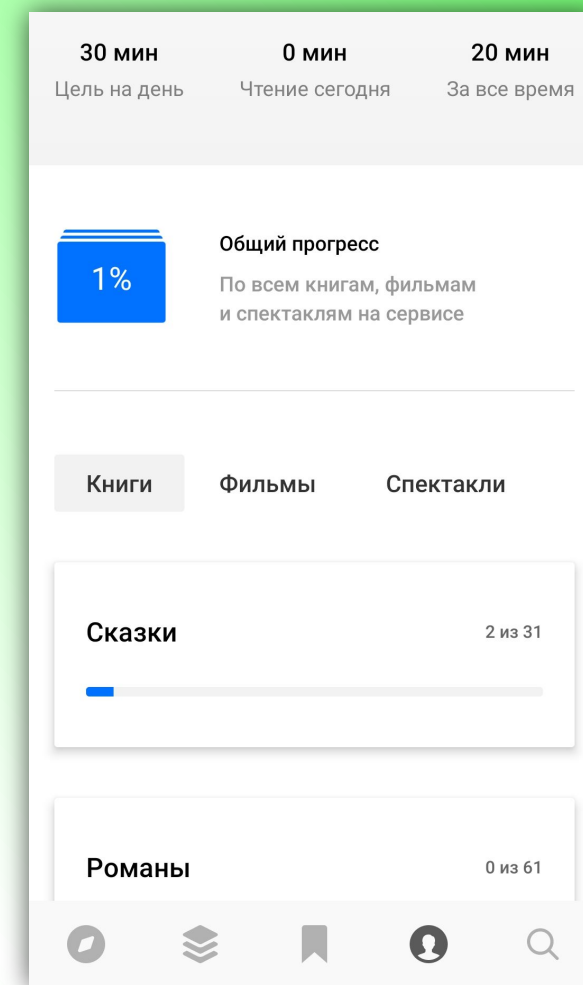 30 мин 0 мин 20 мин
Цель на день Чтение сегодня За все время
Общий прогресс
1%
По всем книгам, фильмам
и спектаклям на сервисе
Книги Фильмы Спектакли
Сказки 2 из 31
Романы 0 из 61